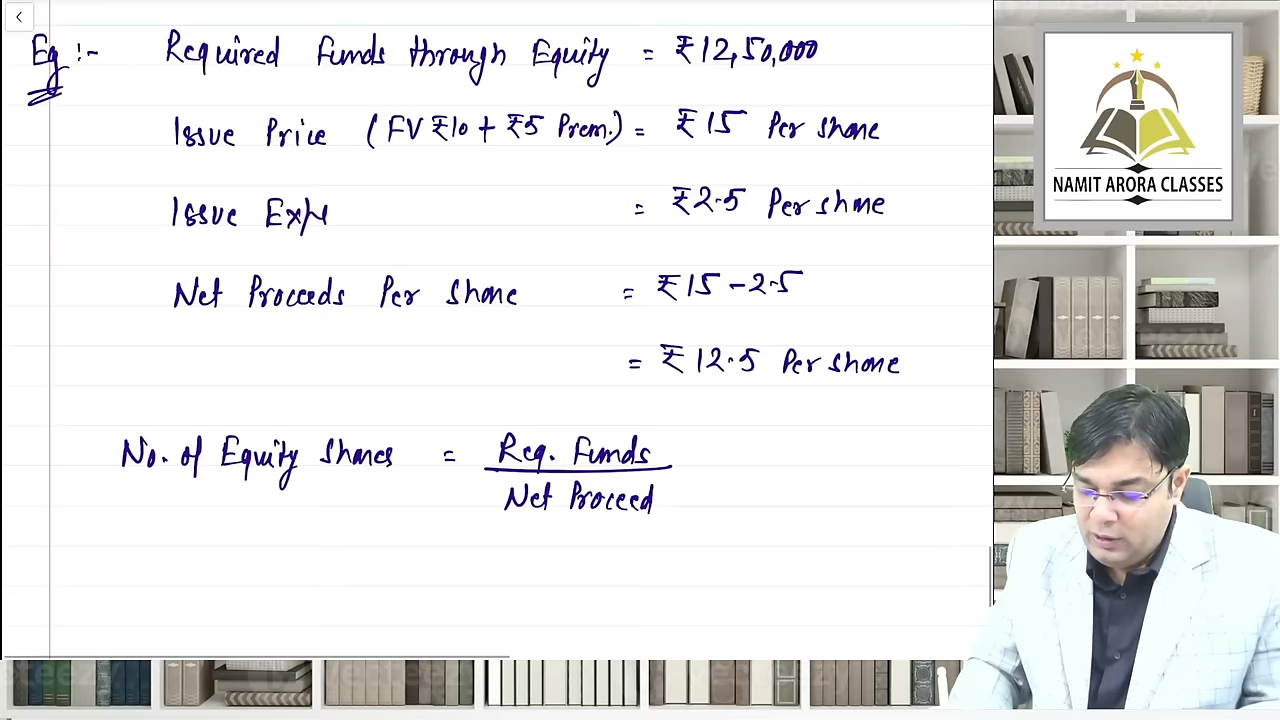 Eg :- Required Funds through Equity = ₹12,50,000
Issue Price (FV ₹10 + ₹5 Prem.) = ₹15 Per share
Issue Exp = ₹2.5 Per share
Net Proceeds Per Share = ₹15 - 2.5
= ₹12.5 Per share
No. of Equity Shares = Req. Funds
Net Proceed
NAMIT ARORA CLASSES